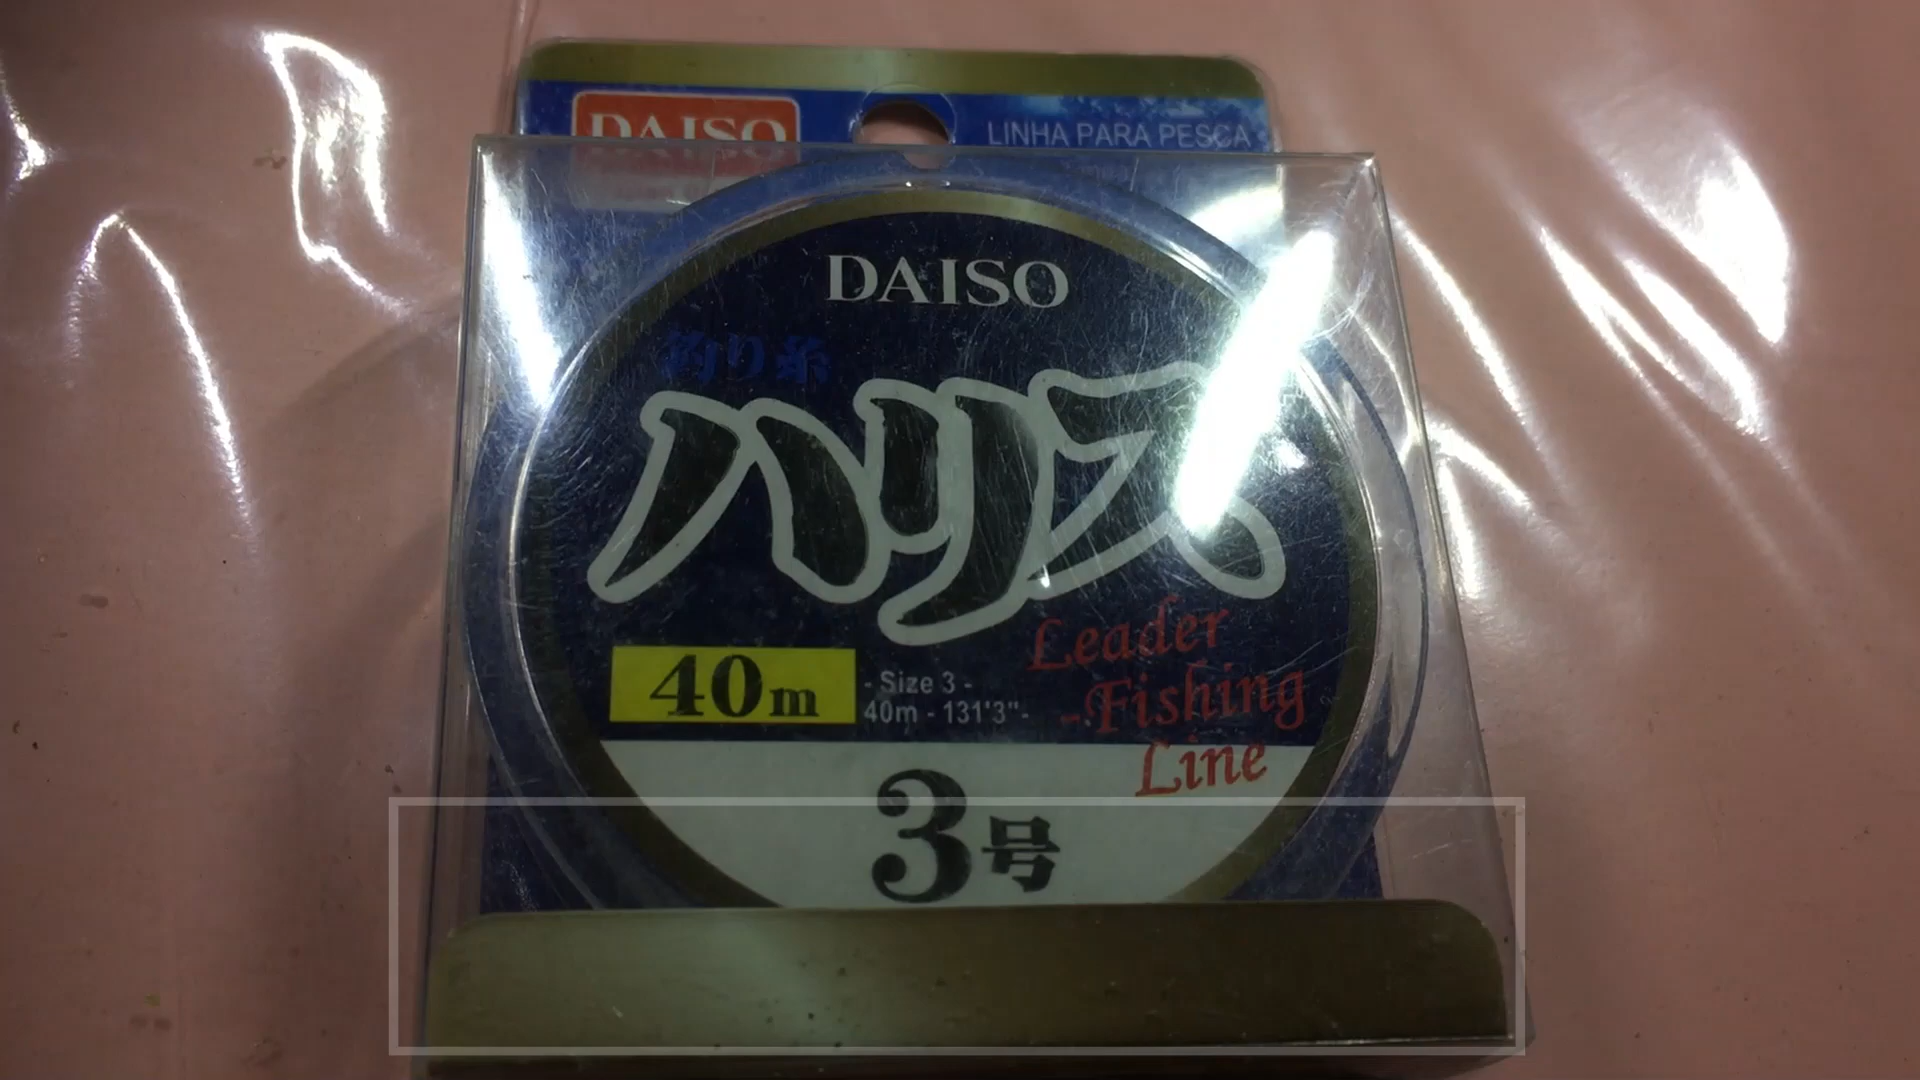 DAISO
LINHA PARA PESCA
DAISO
釣り糸
ハリス
Leader
Fishing
Line
40m
- Size 3 -
40m - 131'3"-
3号